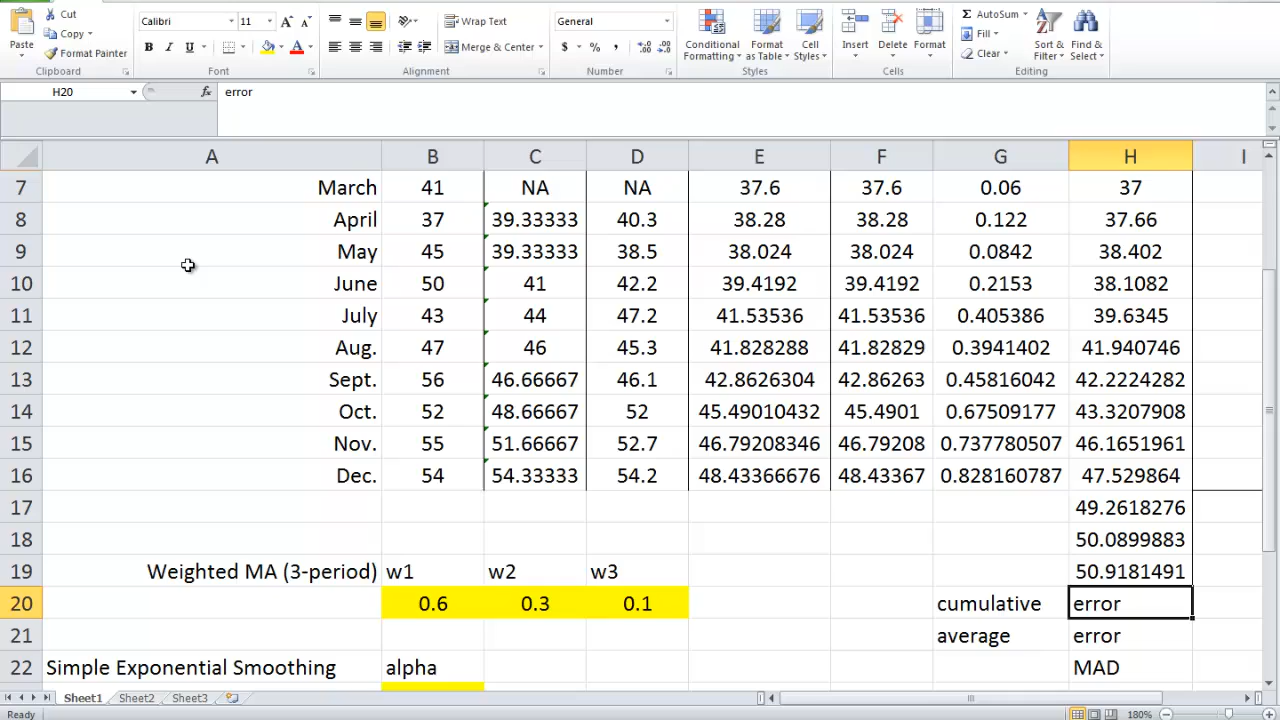 Cut
Copy
Format Painter
Paste
Clipboard
Calibri
11
A A
B I U
A
Font
Wrap Text
Merge & Center
Alignment
General
$ % ,
.0 .00
.00 .0
Number
Conditional Formatting
Format as Table
Cell Styles
Styles
Insert
Delete
Format
Cells
Σ AutoSum
Fill
Clear
Sort & Filter
Find & Select
Editing
H20
fx
error
A B C D E F G H I
7 March 41 NA NA 37.6 37.6 0.06 37
8 April 37 39.33333 40.3 38.28 38.28 0.122 37.66
9 May 45 39.33333 38.5 38.024 38.024 0.0842 38.402
10 June 50 41 42.2 39.4192 39.4192 0.2153 38.1082
11 July 43 44 47.2 41.53536 41.53536 0.405386 39.6345
12 Aug. 47 46 45.3 41.828288 41.82829 0.3941402 41.940746
13 Sept. 56 46.66667 46.1 42.8626304 42.86263 0.45816042 42.2224282
14 Oct. 52 48.66667 52 45.49010432 45.4901 0.67509177 43.3207908
15 Nov. 55 51.66667 52.7 46.79208346 46.79208 0.737780507 46.1651961
16 Dec. 54 54.33333 54.2 48.43366676 48.43367 0.828160787 47.529864
17 49.2618276
18 50.0899883
19 Weighted MA (3-period) w1 w2 w3 50.9181491
20 0.6 0.3 0.1 cumulative error
21 average error
22 Simple Exponential Smoothing alpha MAD
Sheet1 Sheet2 Sheet3
Ready
180%